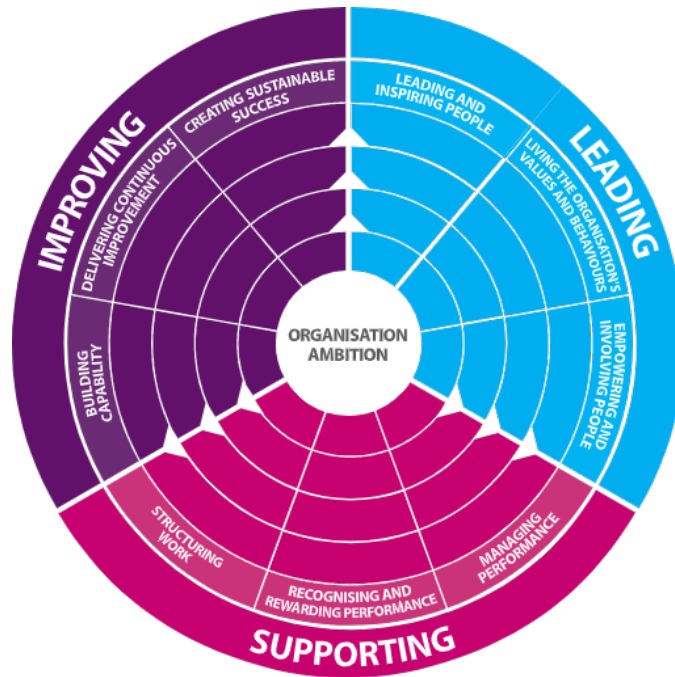 IMPROVING
CREATING SUSTAINABLE
SUCCESS
DELIVERING CONTINUOUS
IMPROVEMENT
BUILDING
CAPABILITY
LEADING
LEADING AND
INSPIRING PEOPLE
LIVING THE ORGANISATION'S
VALUES AND BEHAVIOURS
EMPOWERING AND
INVOLVING PEOPLE
ORGANISATION
AMBITION
STRUCTURING
WORK
RECOGNISING AND
REWARDING PERFORMANCE
MANAGING
PERFORMANCE
SUPPORTING